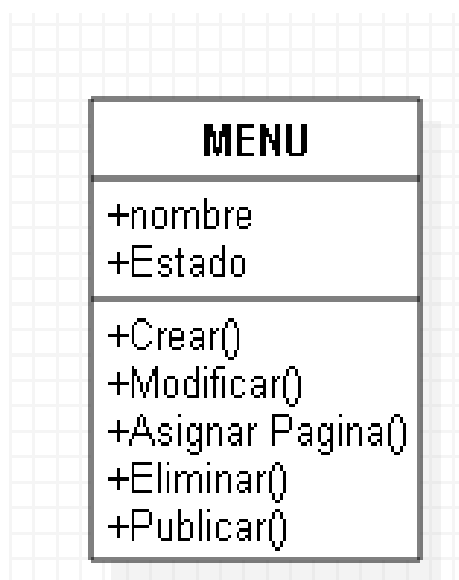 MENU
+nombre
+Estado
+Crear()
+Modificar()
+Asignar Pagina()
+Eliminar()
+Publicar()